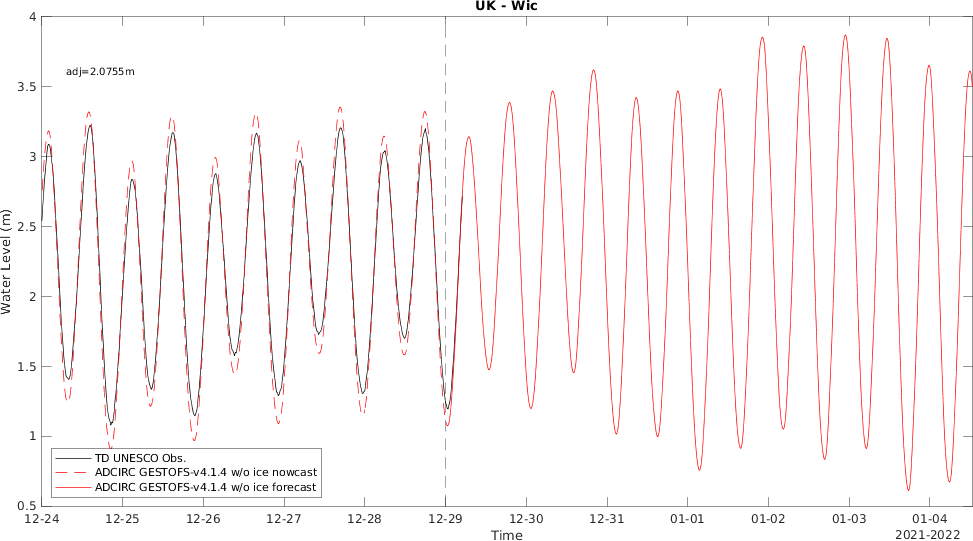 UK - Wic
4
3.5
3
2.5
2
1.5
1
0.5
Water Level (m)
adj=2.0755m
TD UNESCO Obs.
ADCIRC GESTOFS-v4.1.4 w/o ice nowcast
ADCIRC GESTOFS-v4.1.4 w/o ice forecast
12-24 12-25 12-26 12-27 12-28 12-29 12-30 12-31 01-01 01-02 01-03 01-04
Time
2021-2022